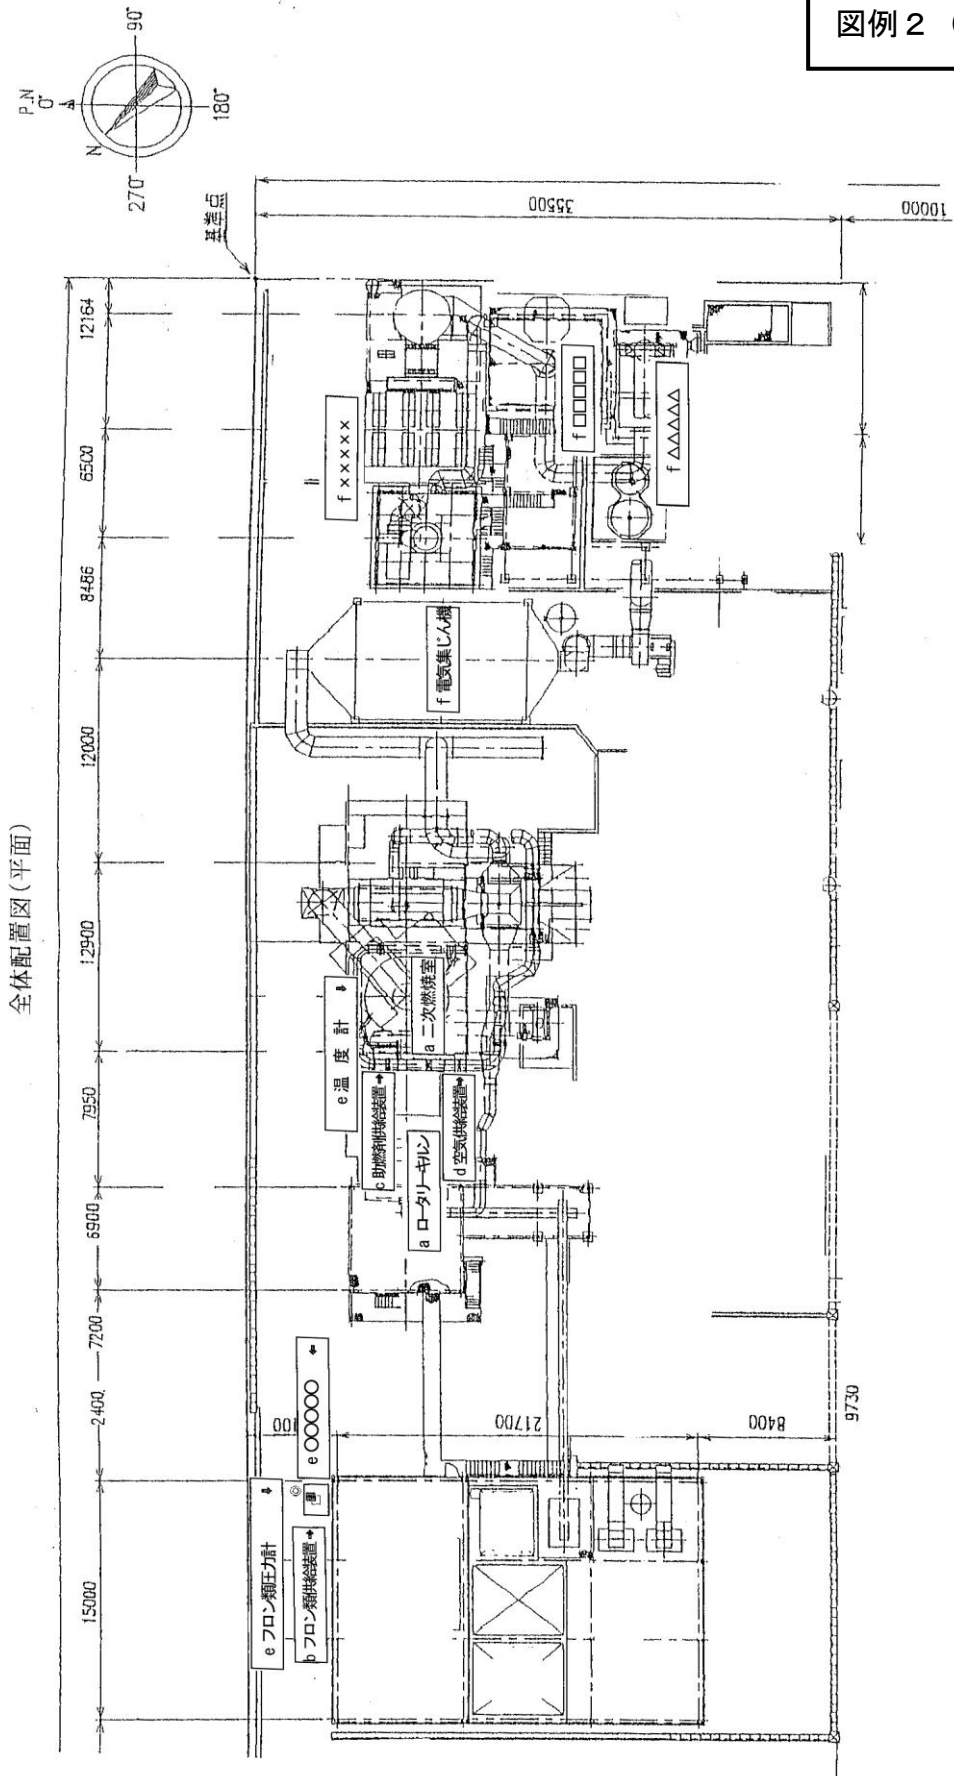 図例２（
P.N
0°
90°
180°
270°
N
基準点
全体配置図(平面)
12164
6500
8486
12000
12900
7950
6900
7200
2400
15000
35500
10000
21700
8400
9730
f ×××××
f □□□□□
f △△△△△
f 電気集じん機
e 温度計 ↓
a 二次燃焼室
c 助燃剤供給装置→
d 空気供給装置→
a ロータリーキルン
e ○○○○○ ←
e フロン類圧力計 ↓
b フロン類供給装置→